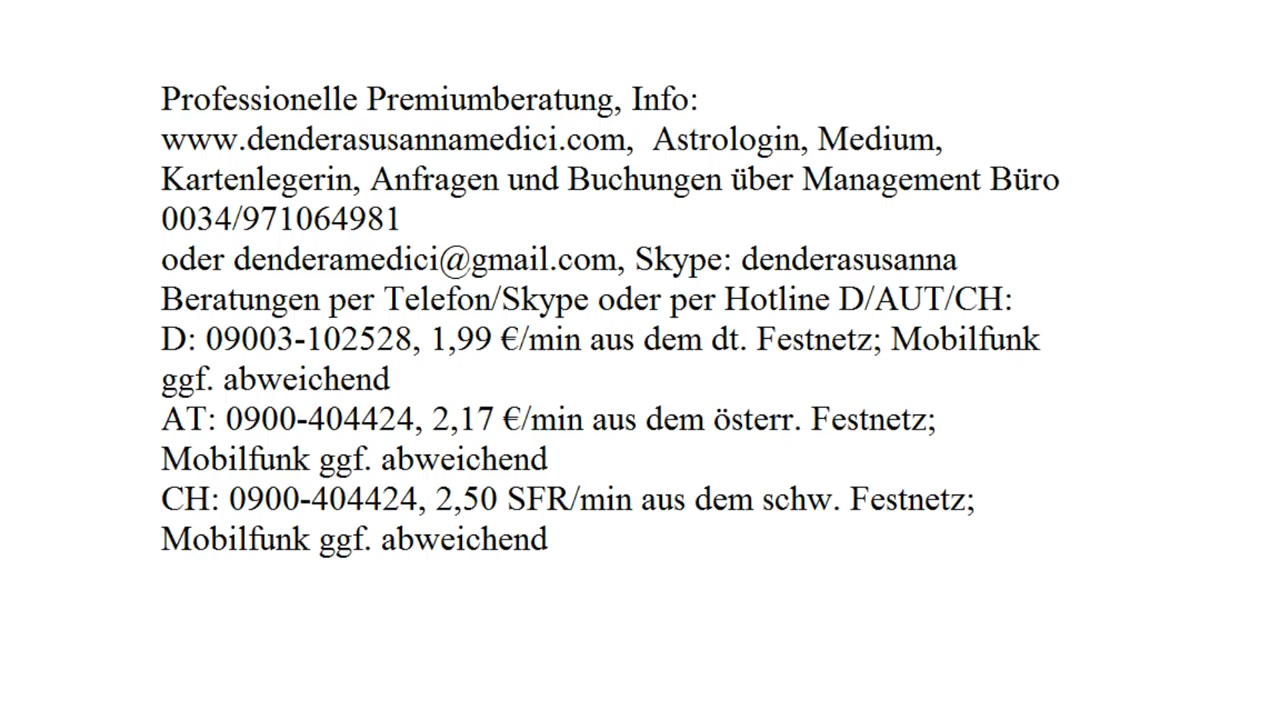 Professionelle Premiumberatung, Info:
www.denderasusannamedici.com, Astrologin, Medium,
Kartenlegerin, Anfragen und Buchungen über Management Büro
0034/971064981
oder denderamedici@gmail.com, Skype: denderasusanna
Beratungen per Telefon/Skype oder per Hotline D/AUT/CH:
D: 09003-102528, 1,99 €/min aus dem dt. Festnetz; Mobilfunk
ggf. abweichend
AT: 0900-404424, 2,17 €/min aus dem österr. Festnetz;
Mobilfunk ggf. abweichend
CH: 0900-404424, 2,50 SFR/min aus dem schw. Festnetz;
Mobilfunk ggf. abweichend